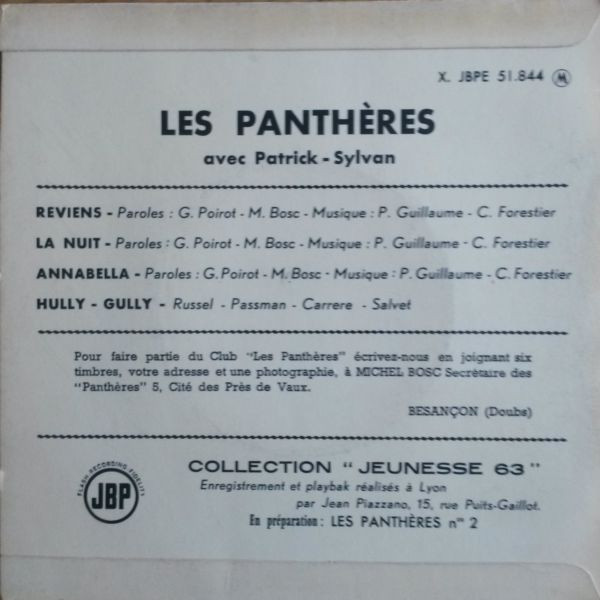 X. JBPE 51.844 M
LES PANTHÈRES
avec Patrick - Sylvan
REVIENS - Paroles : G. Poirot - M. Bosc - Musique : P. Guillaume - C. Forestier
LA NUIT - Paroles : G. Poirot - M. Bosc - Musique : P. Guillaume - C. Forestier
ANNABELLA - Paroles : G. Poirot - M. Bosc - Musique : P. Guillaume - C. Forestier
HULLY - GULLY - Russel - Passman - Carrere - Salvet
Pour faire partie du Club "Les Panthères" écrivez-nous en joignant six
timbres, votre adresse et une photographie, à MICHEL BOSC Secrétaire des
"Panthères" 5, Cité des Près de Vaux.
BESANÇON (Doubs)
FLASH RECORDING FIDELITY
JBP
COLLECTION "JEUNESSE 63"
Enregistrement et playbak réalisés à Lyon
par Jean Piazzano, 15, rue Puits-Gaillot.
En préparation : LES PANTHÈRES n° 2